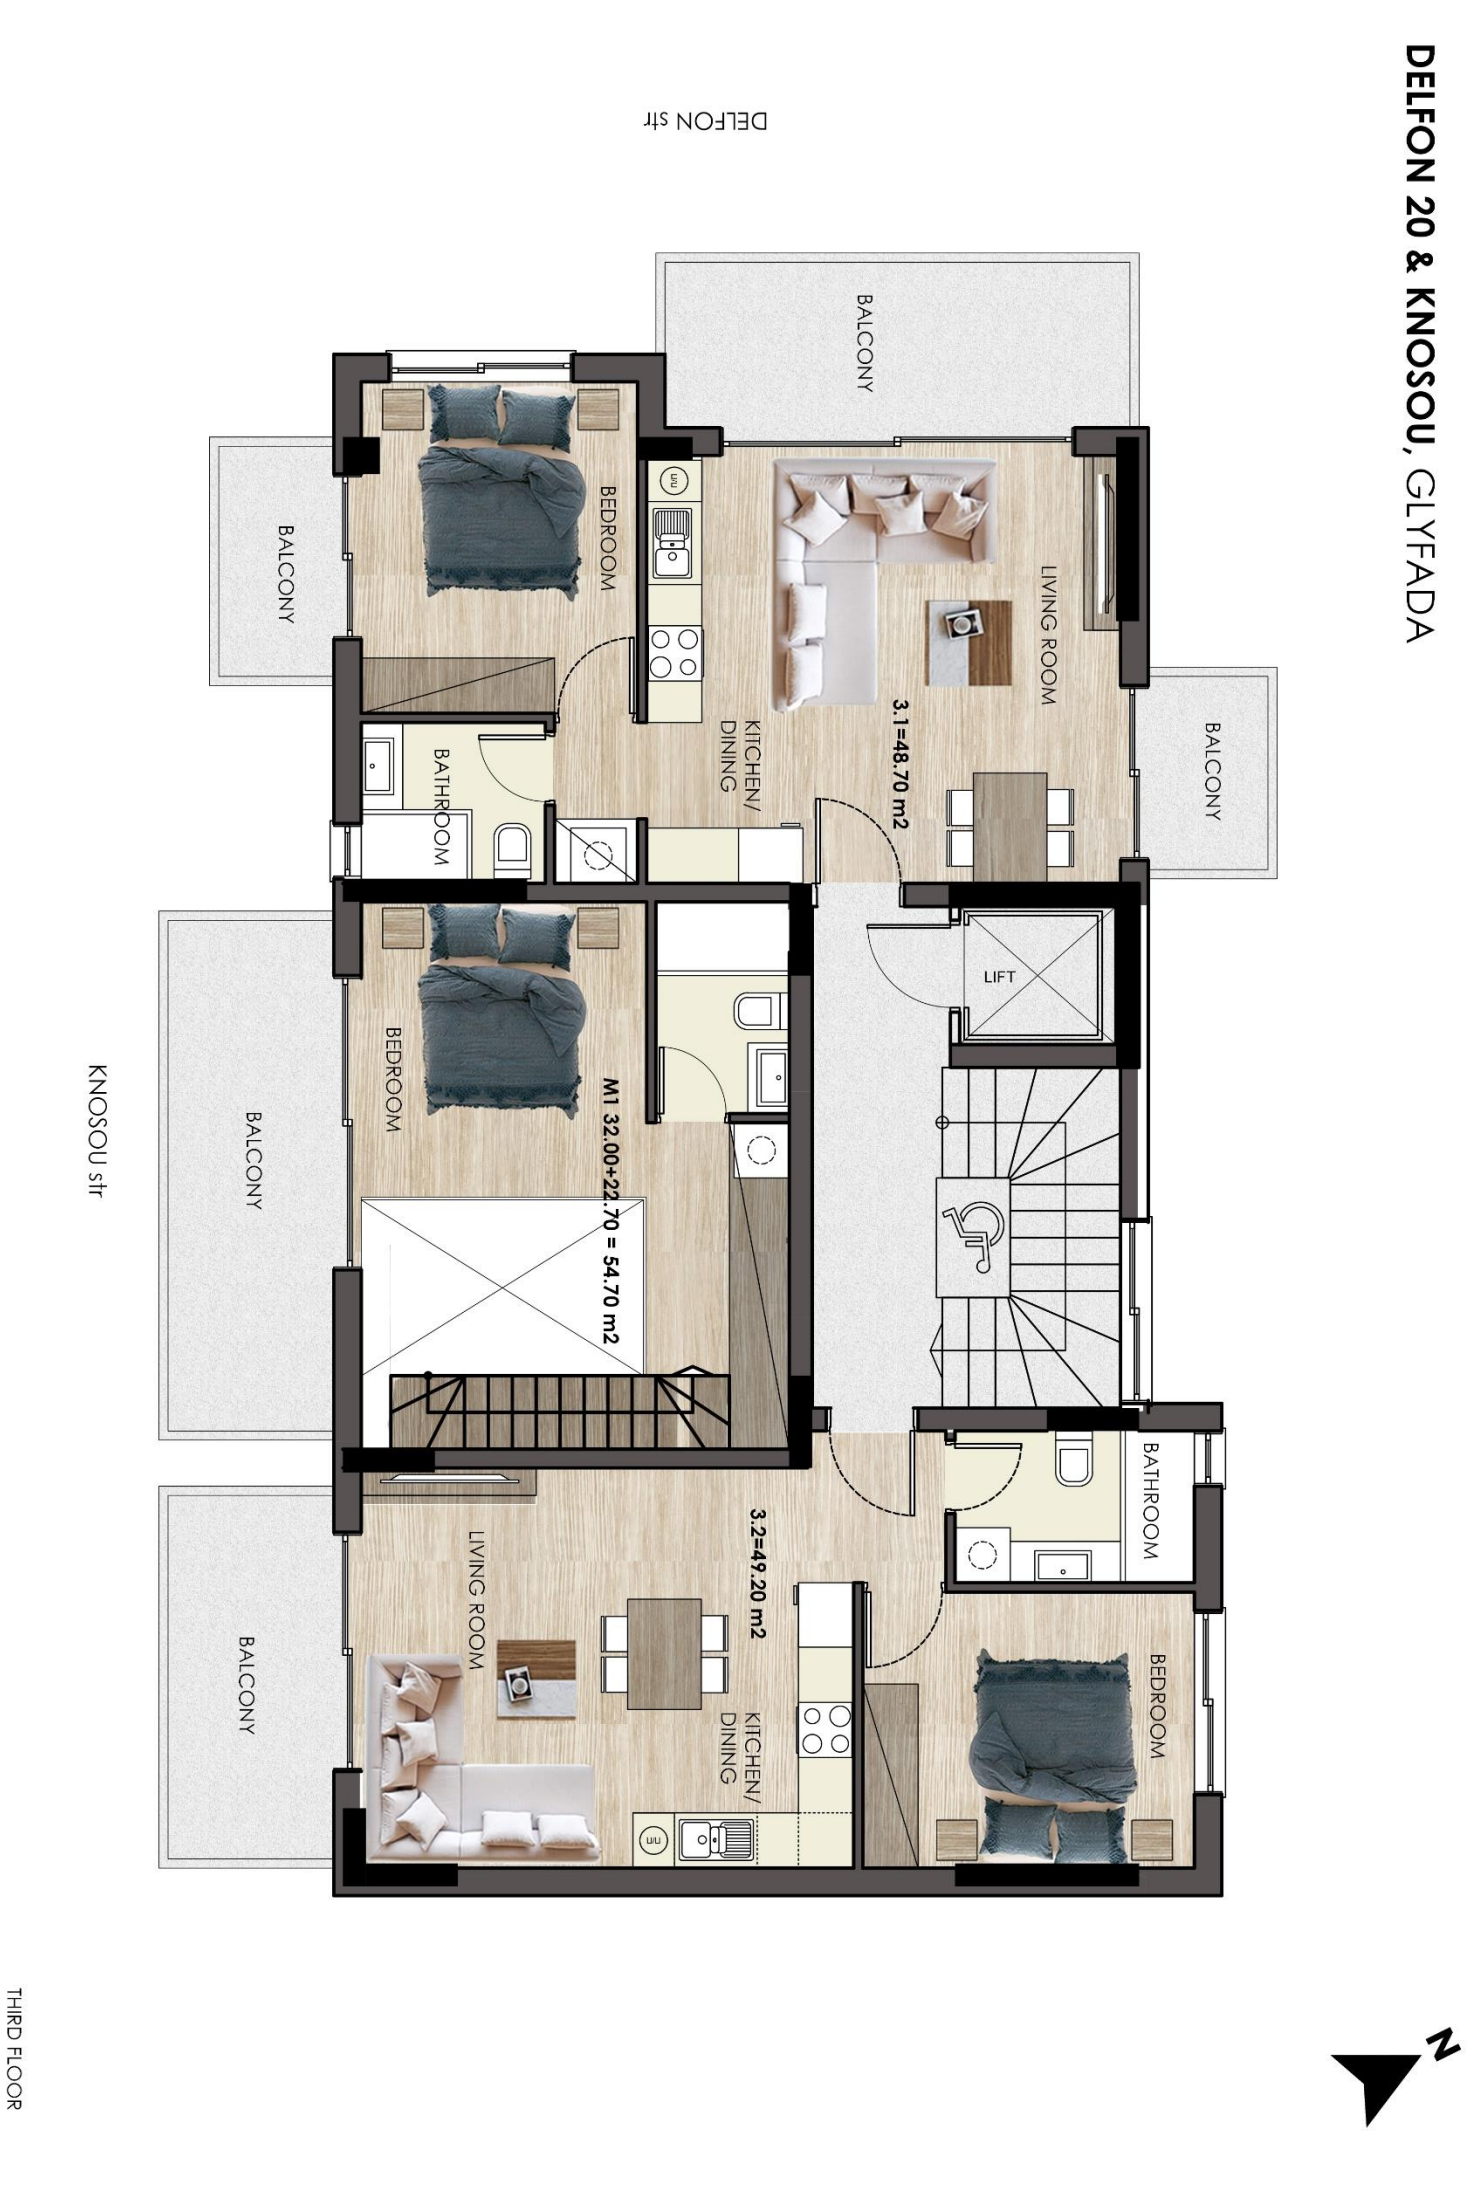 DELFON 20 & KNOSOU, GLYFADA
DELFON str
BALCONY
BALCONY
BEDROOM
LIVING ROOM
3.1=48.70 m2
KITCHEN/
DINING
BALCONY
BATHROOM
LIFT
BEDROOM
M1 32.00+22.70 = 54.70 m2
BALCONY
KNOSOU str
BATHROOM
3.2=49.20 m2
LIVING ROOM
KITCHEN/
DINING
BEDROOM
BALCONY
N
THIRD FLOOR